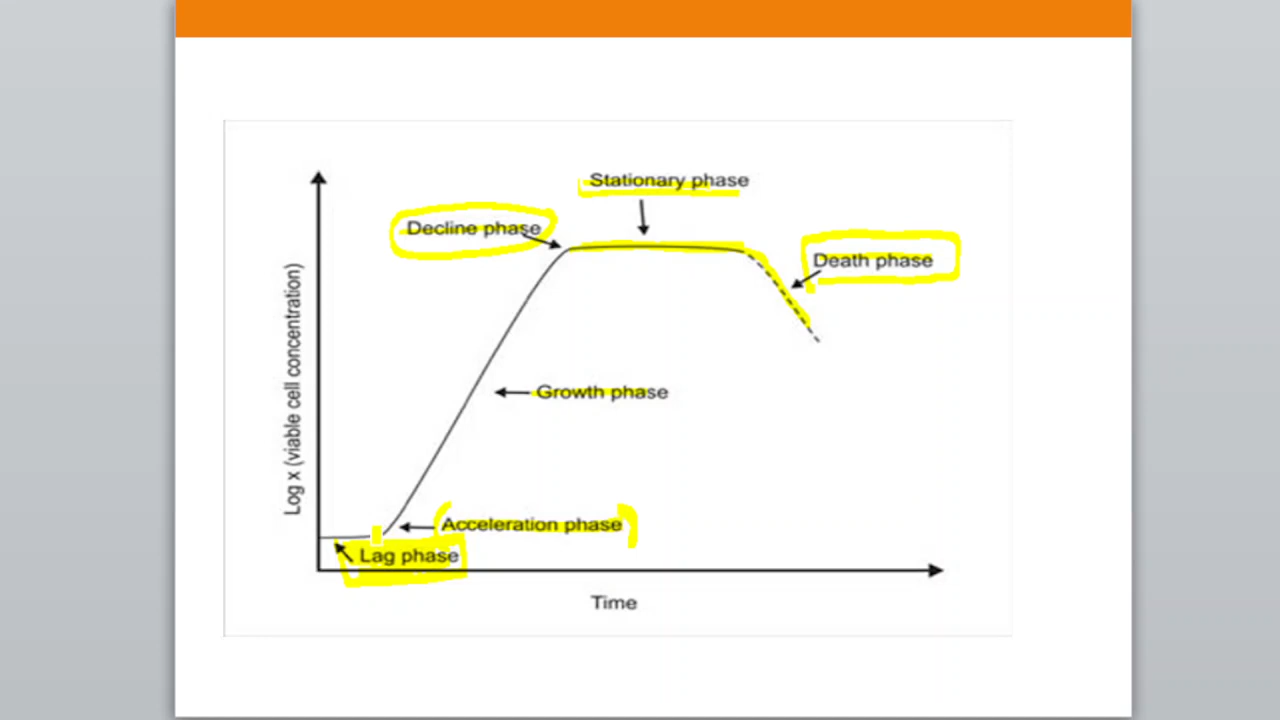 Stationary phase
Decline phase
Death phase
Log x (viable cell concentration)
Growth phase
Acceleration phase
Lag phase
Time